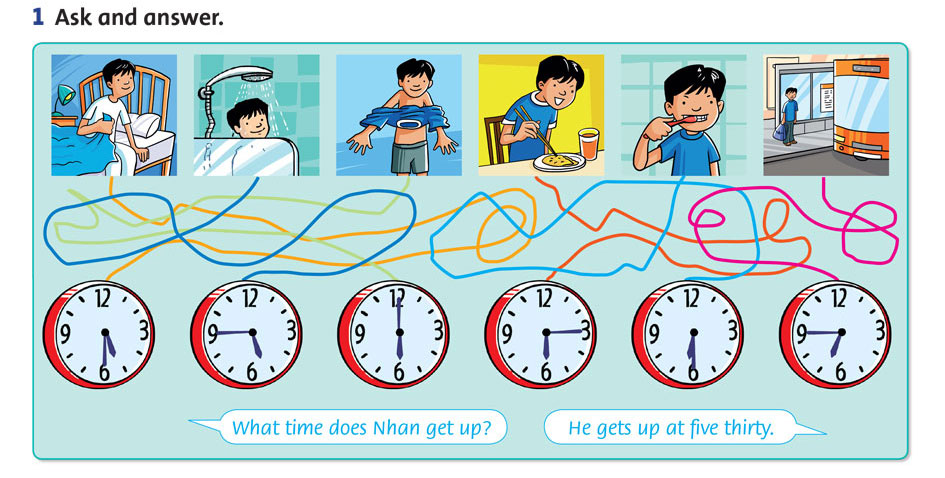 1 Ask and answer.
12 12 12 12 12 12
9 3 9 3 9 3 9 3 9 3 9 3
6 6 6 6 6 6
What time does Nhan get up? He gets up at five thirty.